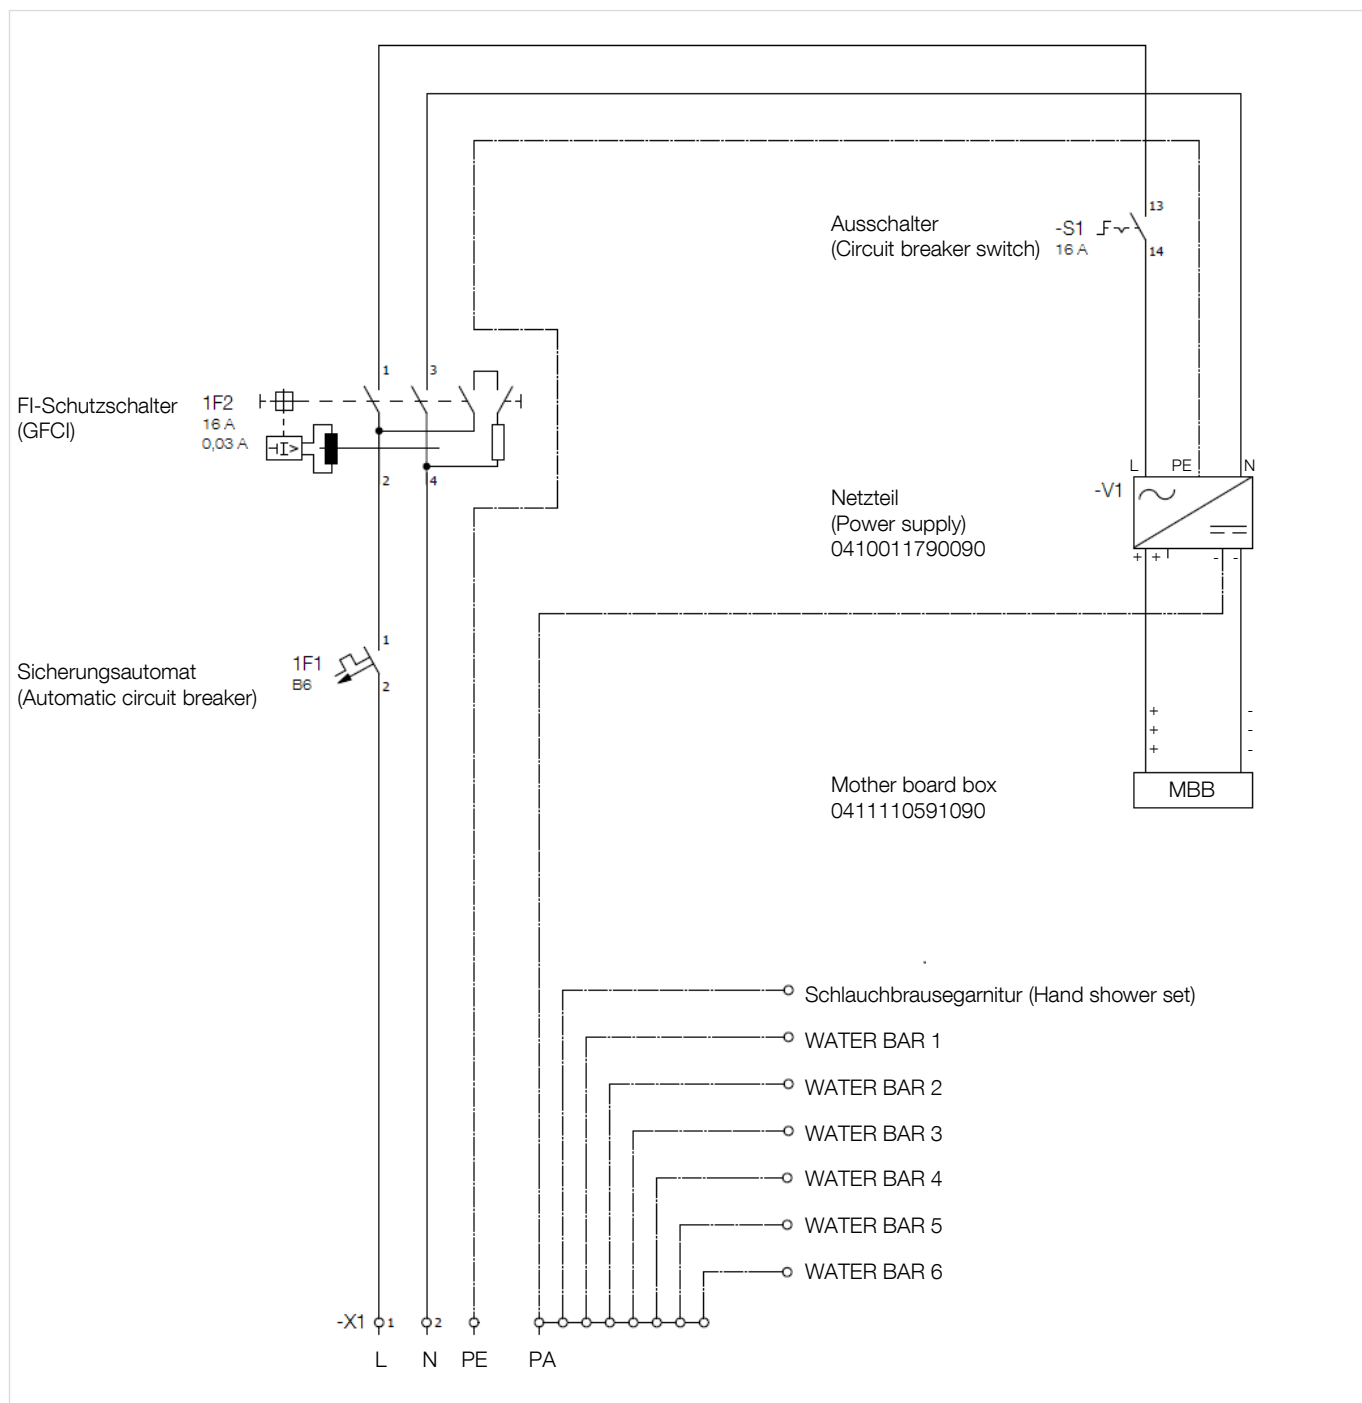 13
Ausschalter
(Circuit breaker switch)
-S1
16 A
14
1
3
FI-Schutzschalter
(GFCI)
1F2
16 A
0,03 A
I>
2
4
L PE N
-V1
Netzteil
(Power supply)
0410011790090
+ + - -
1
Sicherungsautomat
(Automatic circuit breaker)
1F1
B6
2
+ -
+ -
+ -
Mother board box
0411110591090
MBB
Schlauchbrausegarnitur (Hand shower set)
WATER BAR 1
WATER BAR 2
WATER BAR 3
WATER BAR 4
WATER BAR 5
WATER BAR 6
-X1 1 2
L N PE PA